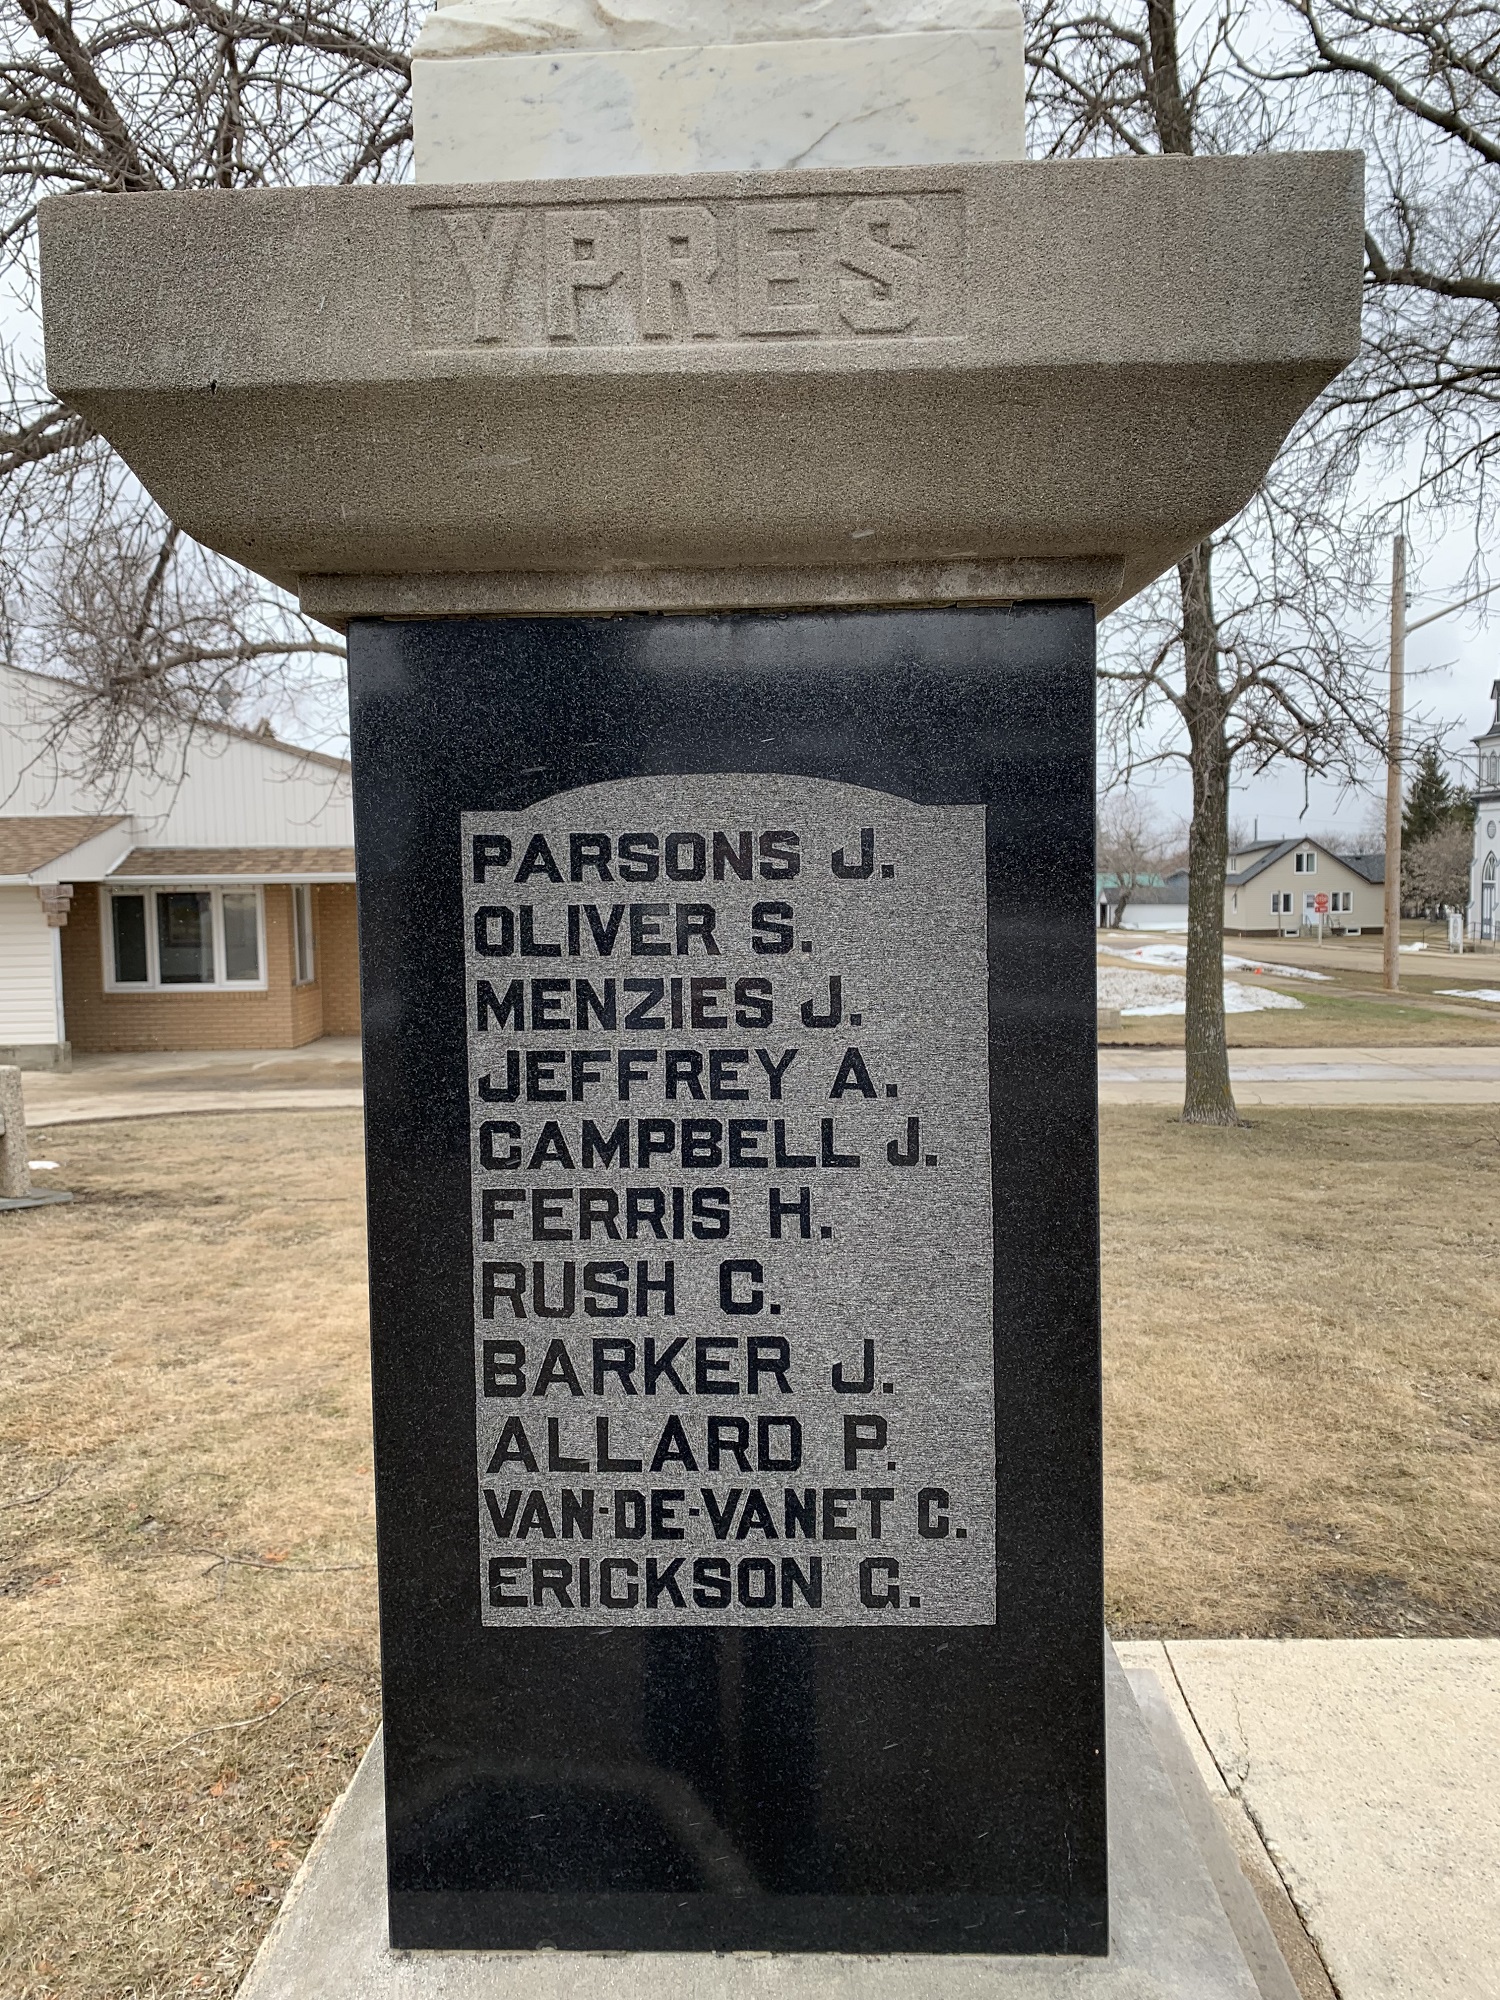 YPRES
PARSONS J.
OLIVER S.
MENZIES J.
JEFFREY A.
CAMPBELL J.
FERRIS H.
RUSH C.
BARKER J.
ALLARD P.
VAN-DE-VANET C.
ERICKSON G.